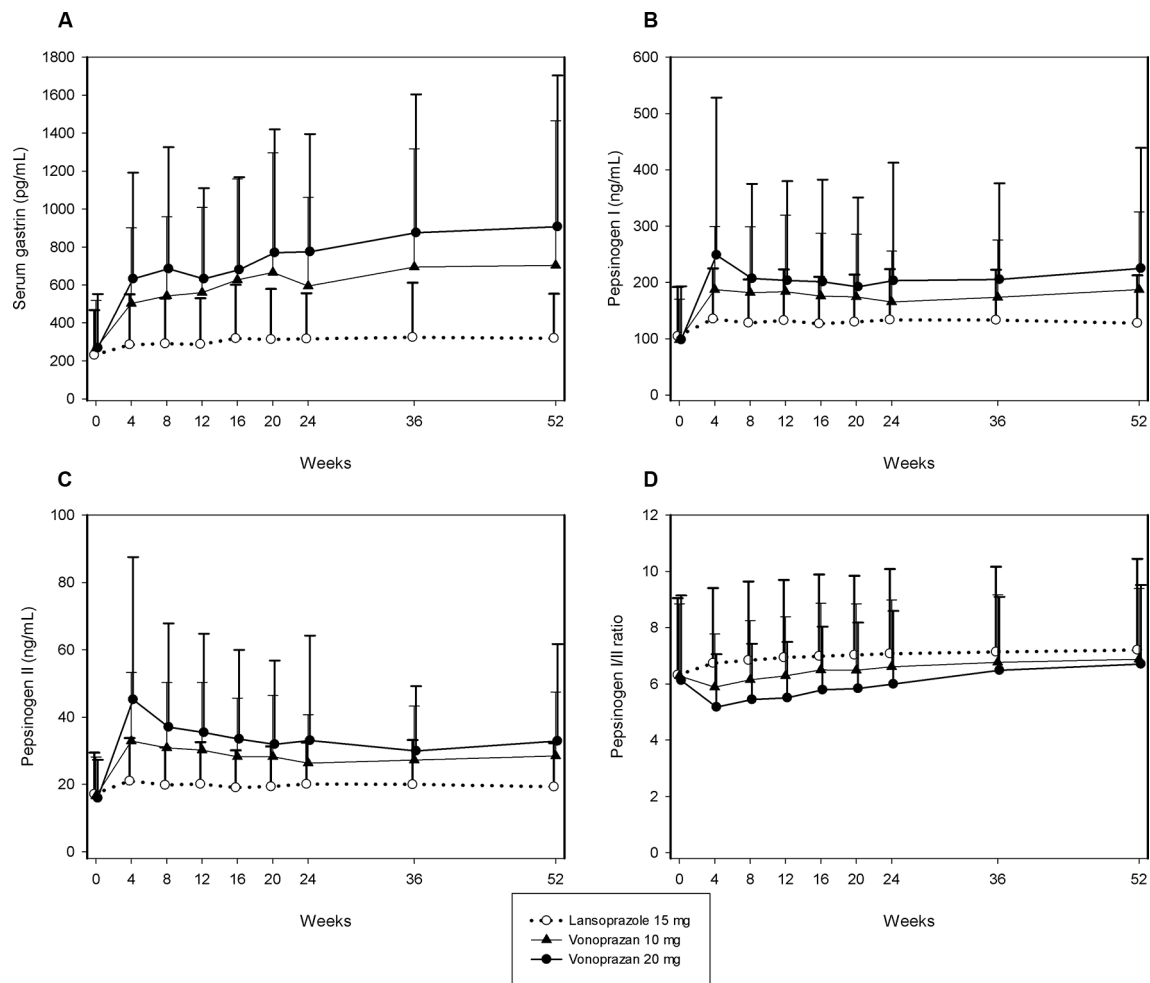 A
Serum gastrin (pg/mL)
1800
1600
1400
1200
1000
800
600
400
200
0
0 4 8 12 16 20 24 36 52
Weeks
B
Pepsinogen I (ng/mL)
600
500
400
300
200
100
0
0 4 8 12 16 20 24 36 52
Weeks
C
Pepsinogen II (ng/mL)
100
80
60
40
20
0
0 4 8 12 16 20 24 36 52
Weeks
D
Pepsinogen I/II ratio
12
10
8
6
4
2
0
0 4 8 12 16 20 24 36 52
Weeks
Lansoprazole 15 mg
Vonoprazan 10 mg
Vonoprazan 20 mg